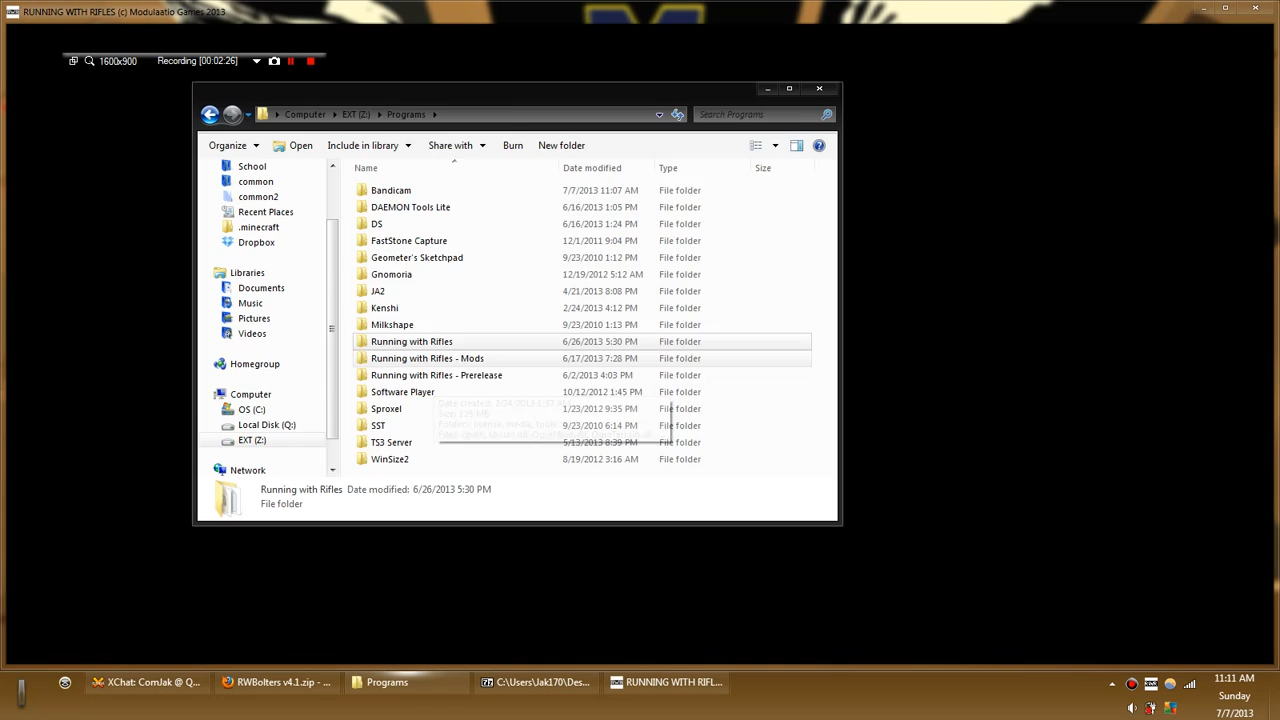 RUNNING WITH RIFLES (c) Modulaatio Games 2013
1600x900 Recording [00:02:26]
Computer EXT (Z:) Programs Search Programs
Organize Open Include in library Share with Burn New folder
Name Date modified Type Size
School
common
common2
Recent Places
.minecraft
Dropbox
Libraries
Documents
Music
Pictures
Videos
Homegroup
Computer
OS (C:)
Local Disk (Q:)
EXT (Z:)
Network
Bandicam 7/7/2013 11:07 AM File folder
DAEMON Tools Lite 6/16/2013 1:05 PM File folder
DS 6/16/2013 1:24 PM File folder
FastStone Capture 12/1/2011 9:04 PM File folder
Geometer's Sketchpad 9/23/2010 1:12 PM File folder
Gnomoria 12/19/2012 5:12 AM File folder
JA2 4/21/2013 8:08 PM File folder
Kenshi 2/24/2013 4:12 PM File folder
Milkshape 9/23/2010 1:13 PM File folder
Running with Rifles 6/26/2013 5:30 PM File folder
Running with Rifles - Mods 6/17/2013 7:28 PM File folder
Running with Rifles - Prerelease 6/2/2013 4:03 PM File folder
Software Player 10/12/2012 1:45 PM File folder
Sproxel 1/23/2012 9:35 PM File folder
SST 9/23/2010 6:14 PM File folder
TS3 Server 5/13/2013 8:39 PM File folder
WinSize2 8/19/2012 3:16 AM File folder
Running with Rifles Date modified: 6/26/2013 5:30 PM
File folder
XChat: ComJak @ Q... RWBolters v4.1.zip - ... Programs C:\Users\Jak170\Des... RUNNING WITH RIFL...
11:11 AM
Sunday
7/7/2013